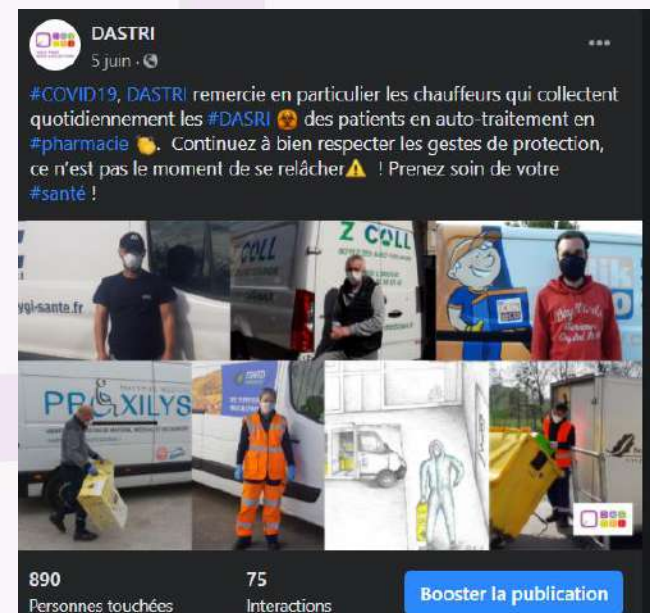 DASTRI
5 juin ·
#COVID19, DASTRI remercie en particulier les chauffeurs qui collectent
quotidiennement les #DASRI ☣ des patients en auto-traitement en
#pharmacie 👏. Continuez à bien respecter les gestes de protection,
ce n'est pas le moment de se relâcher⚠ ! Prenez soin de votre
#santé !
ygi-sante.fr
Z COLL
PROXILYS
890
Personnes touchées
75
Interactions
Booster la publication